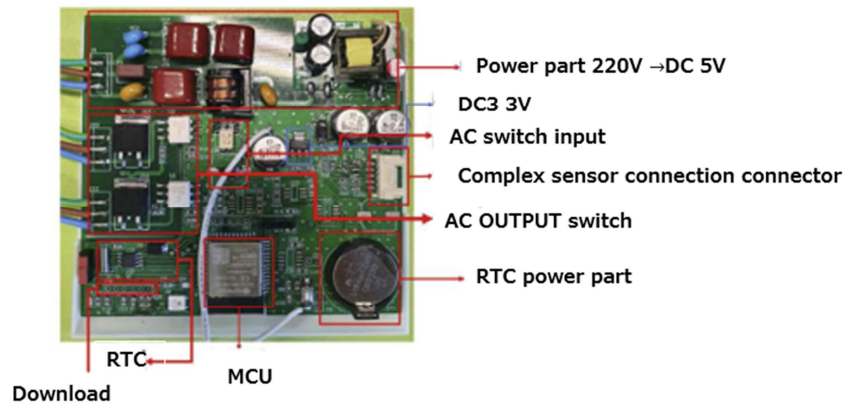 Power part 220V →DC 5V
DC3 3V
AC switch input
Complex sensor connection connector
AC OUTPUT switch
RTC power part
RTC
MCU
Download